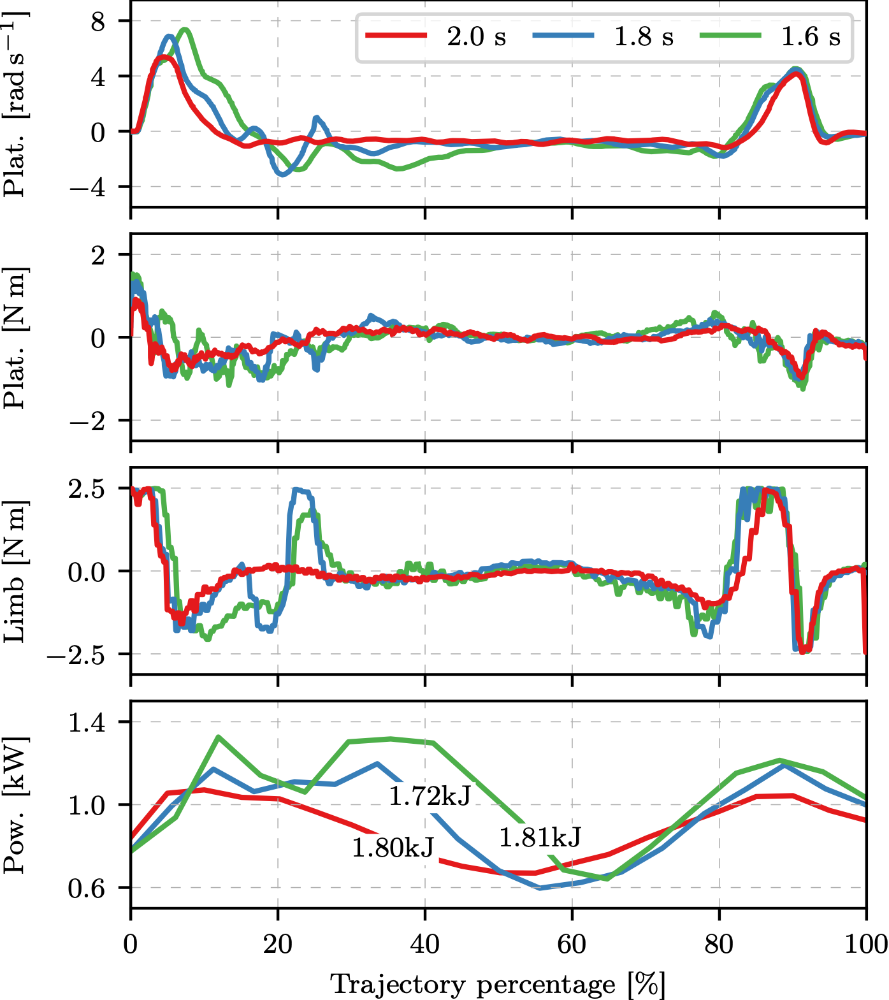 2.0 s 1.8 s 1.6 s
Plat. [rad s⁻¹]
8
4
0
−4
Plat. [N m]
2
0
−2
Limb [N m]
2.5
0.0
−2.5
Pow. [kW]
1.4
1.0
0.6
1.72kJ
1.80kJ
1.81kJ
0 20 40 60 80 100
Trajectory percentage [%]